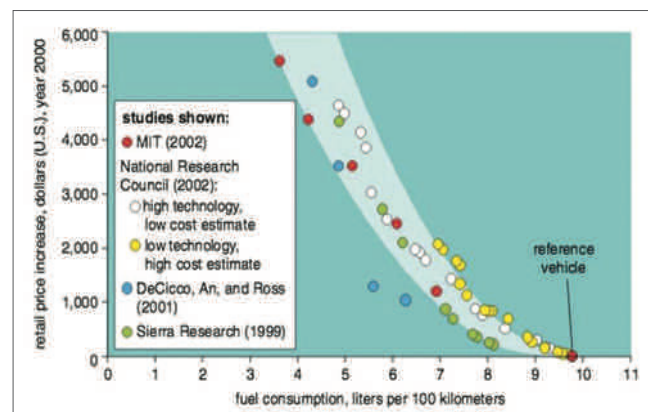 6,000
5,000
4,000
3,000
2,000
1,000
0
retail price increase, dollars (U.S.), year 2000
studies shown:
MIT (2002)
National Research
Council (2002):
high technology,
low cost estimate
low technology,
high cost estimate
DeCicco, An, and Ross
(2001)
Sierra Research (1999)
reference
vehicle
0 1 2 3 4 5 6 7 8 9 10 11
fuel consumption, liters per 100 kilometers